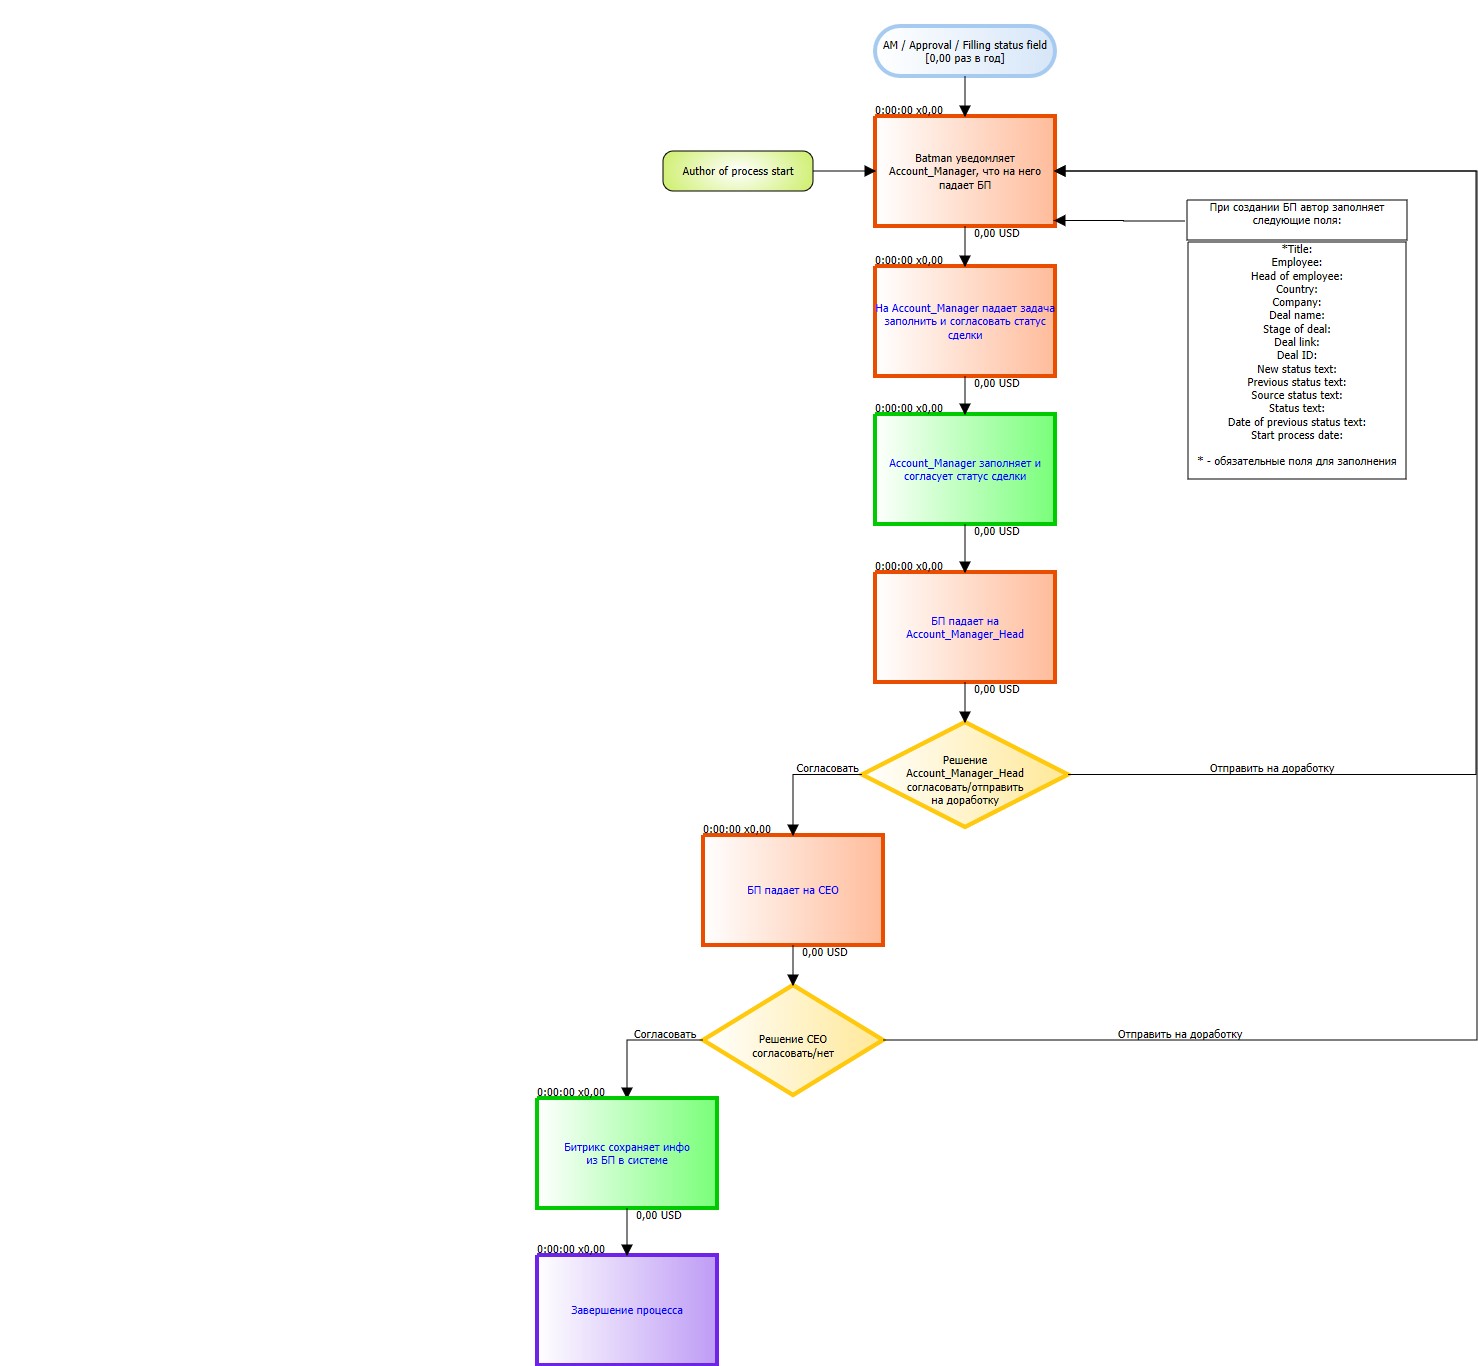 AM / Approval / Filling status field
[0,00 раз в год]
0:00:00 x0,00
Batman уведомляет
Account_Manager, что на него
падает БП
Author of process start
0,00 USD
При создании БП автор заполняет
следующие поля:
*Title:
Employee:
Head of employee:
Country:
Company:
Deal name:
Stage of deal:
Deal link:
Deal ID:
New status text:
Previous status text:
Source status text:
Status text:
Date of previous status text:
Start process date:
* - обязательные поля для заполнения
0:00:00 x0,00
На Account_Manager падает задача
заполнить и согласовать статус
сделки
0,00 USD
0:00:00 x0,00
Account_Manager заполняет и
согласует статус сделки
0,00 USD
0:00:00 x0,00
БП падает на
Account_Manager_Head
0,00 USD
Решение
Account_Manager_Head
согласовать/отправить
на доработку
Согласовать
Отправить на доработку
0:00:00 x0,00
БП падает на CEO
0,00 USD
Решение CEO
согласовать/нет
Согласовать
Отправить на доработку
0:00:00 x0,00
Битрикс сохраняет инфо
из БП в системе
0,00 USD
0:00:00 x0,00
Завершение процесса